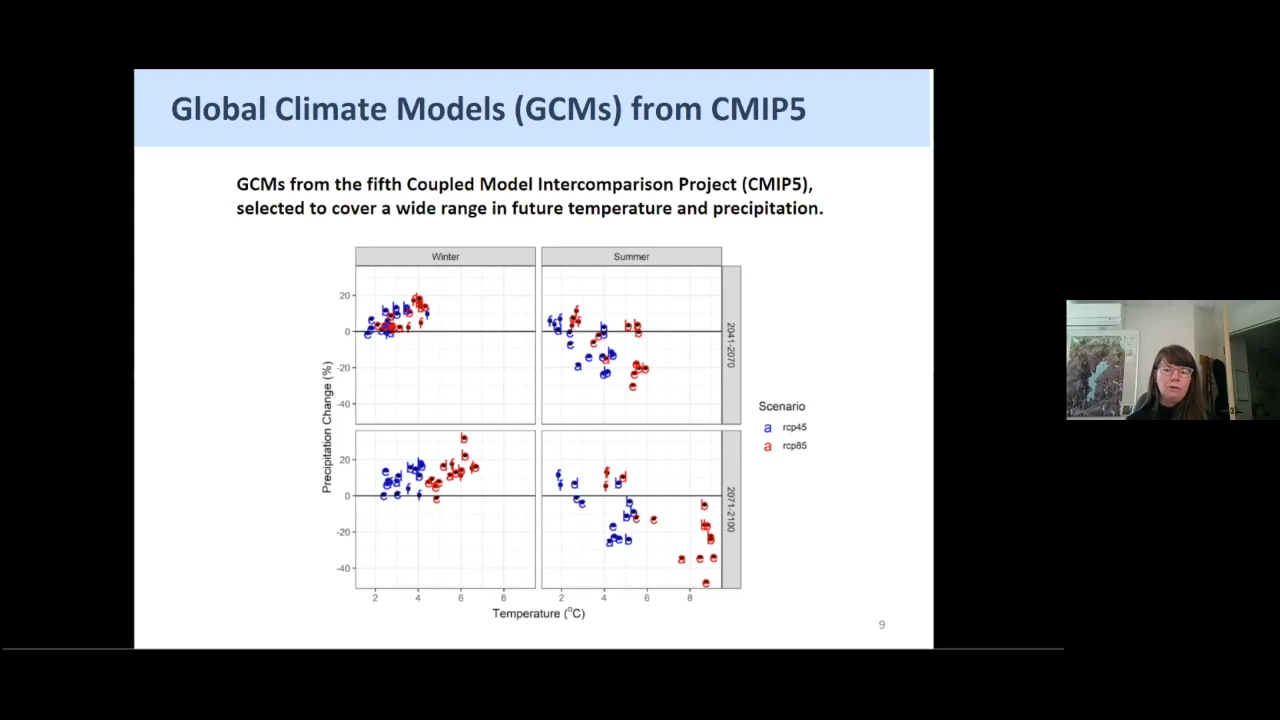 Global Climate Models (GCMs) from CMIP5
GCMs from the fifth Coupled Model Intercomparison Project (CMIP5),
selected to cover a wide range in future temperature and precipitation.
Winter
Summer
20
0
-20
-40
2041-2070
20
0
-20
-40
2071-2100
Precipitation Change (%)
2 4 6 8
2 4 6 8
Temperature (°C)
Scenario
a rcp45
a rcp85
9